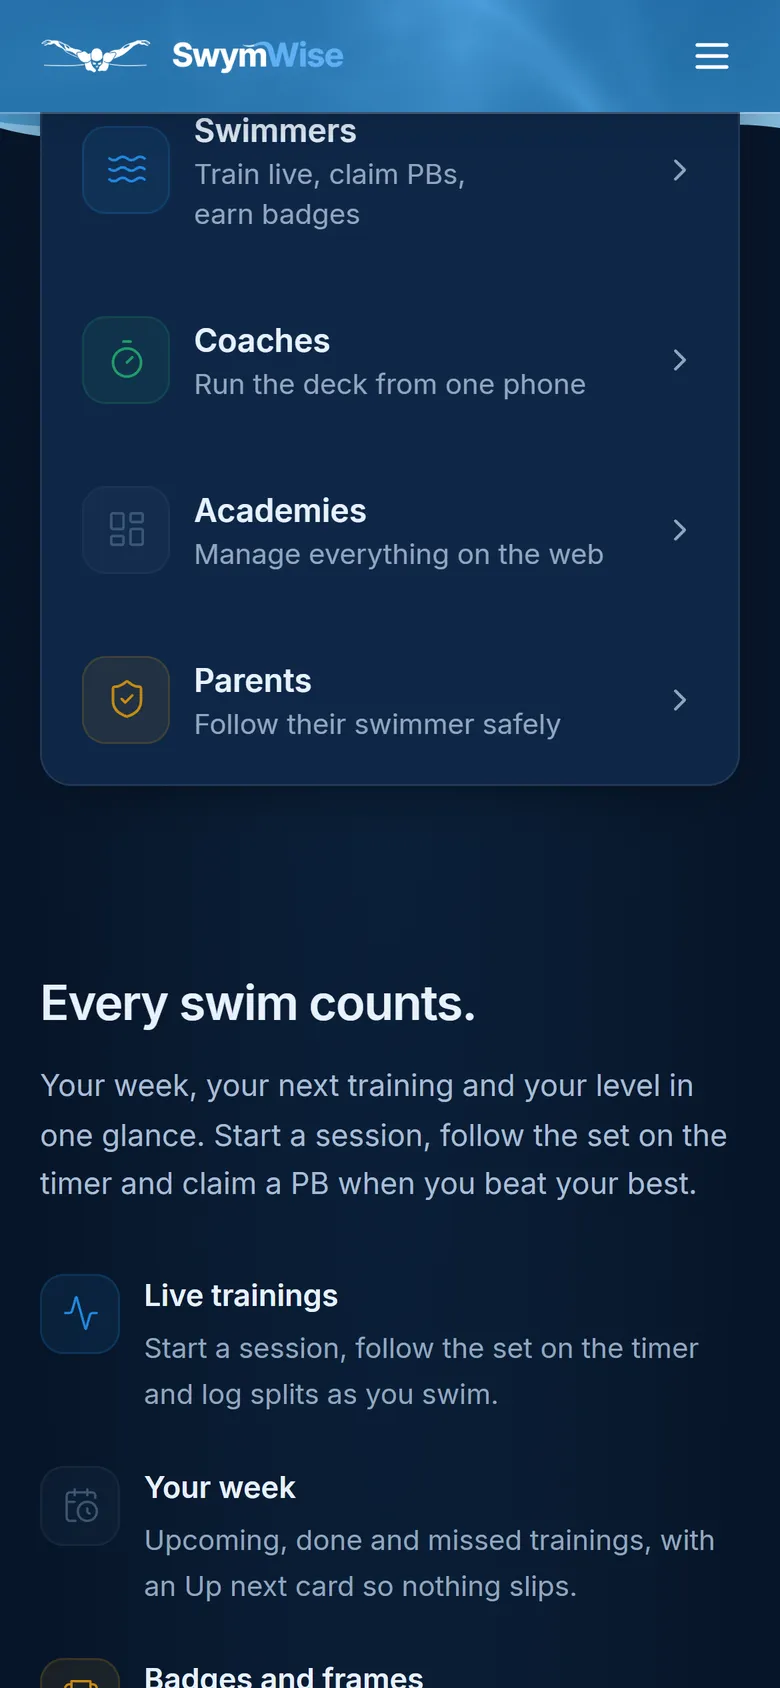 SwymWise
Swimmers
Train live, claim PBs,
earn badges
Coaches
Run the deck from one phone
Academies
Manage everything on the web
Parents
Follow their swimmer safely
Every swim counts.
Your week, your next training and your level in
one glance. Start a session, follow the set on the
timer and claim a PB when you beat your best.
Live trainings
Start a session, follow the set on the timer
and log splits as you swim.
Your week
Upcoming, done and missed trainings, with
an Up next card so nothing slips.
Badges and frames